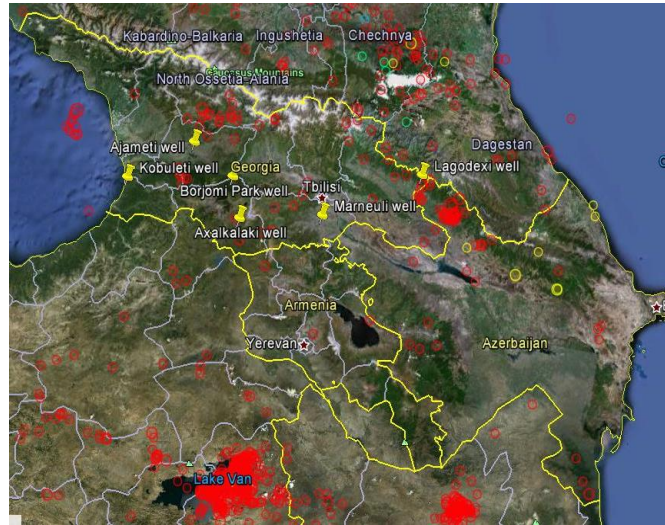 Kabardino-Balkaria
Ingushetia
Chechnya
Caucasus Mountains
North Ossetia-Alania
Ajameti well
Dagestan
Kobuleti well
Georgia
Lagodexi well
Borjomi Park well
Tbilisi
Marneuli well
Axalkalaki well
Armenia
Yerevan
Azerbaijan
Lake Van